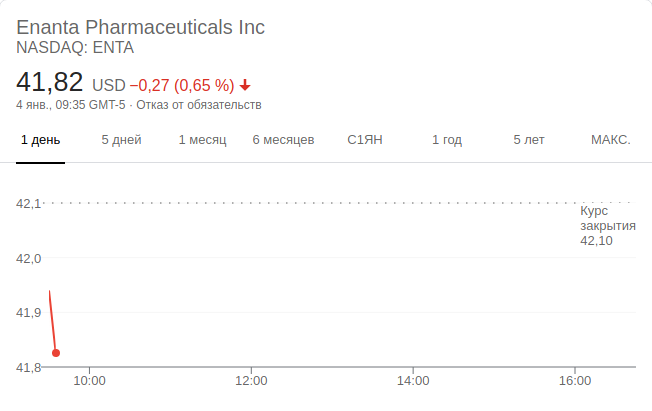 Enanta Pharmaceuticals Inc
NASDAQ: ENTA
41,82 USD −0,27 (0,65 %)
4 янв., 09:35 GMT-5 · Отказ от обязательств
1 день 5 дней 1 месяц 6 месяцев С1ЯН 1 год 5 лет МАКС.
42,1
Курс
закрытия
42,10
42,0
41,9
41,8
10:00 12:00 14:00 16:00